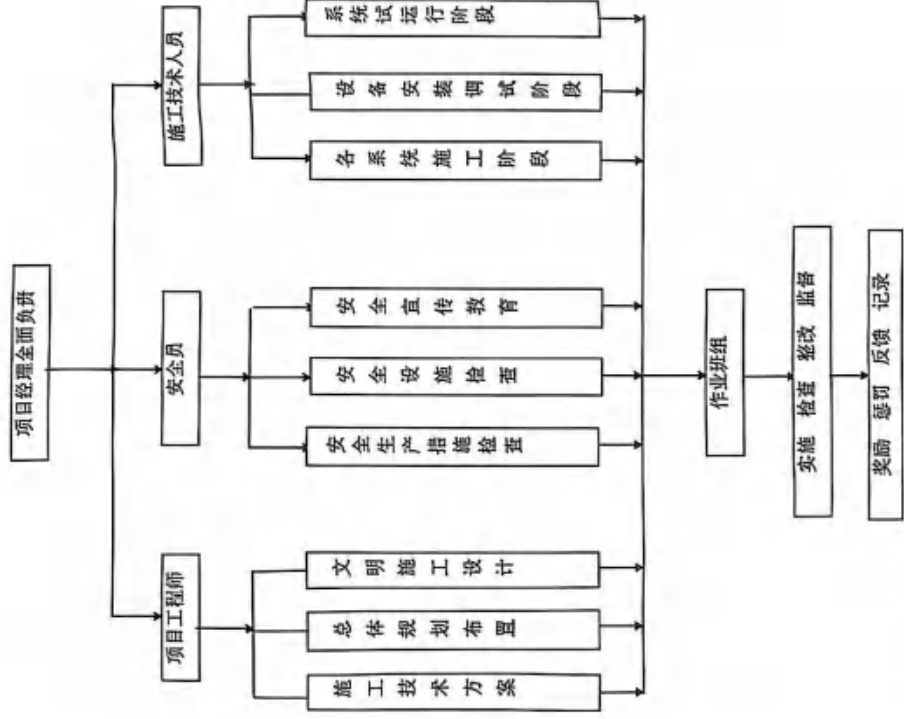 项目经理全面负责
项目工程师
安全员
施工技术人员
施工技术方案
总体规划布置
文明施工设计
安全生产措施检查
安全设施检查
安全宣传教育
各系统施工阶段
设备安装调试阶段
系统试运行阶段
作业班组
实施 检查 整改 监督
奖励 惩罚 反馈 记录